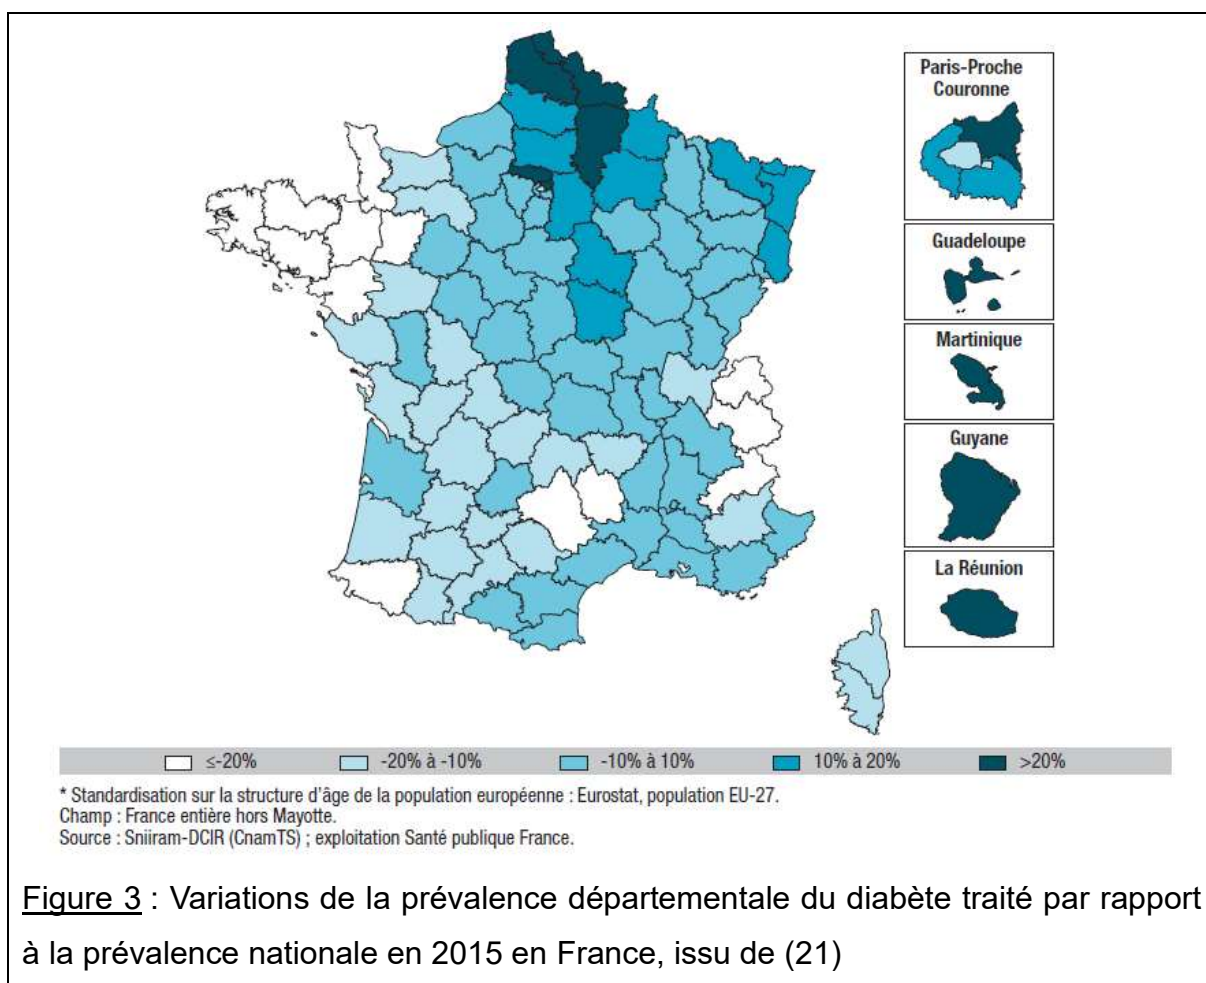 Paris-Proche
Couronne
Guadeloupe
Martinique
Guyane
La Réunion
≤-20%
-20% à -10%
-10% à 10%
10% à 20%
>20%
* Standardisation sur la structure d'âge de la population européenne : Eurostat, population EU-27.
Champ : France entière hors Mayotte.
Source : Sniiram-DCIR (CnamTS) ; exploitation Santé publique France.
Figure 3 : Variations de la prévalence départementale du diabète traité par rapport
à la prévalence nationale en 2015 en France, issu de (21)